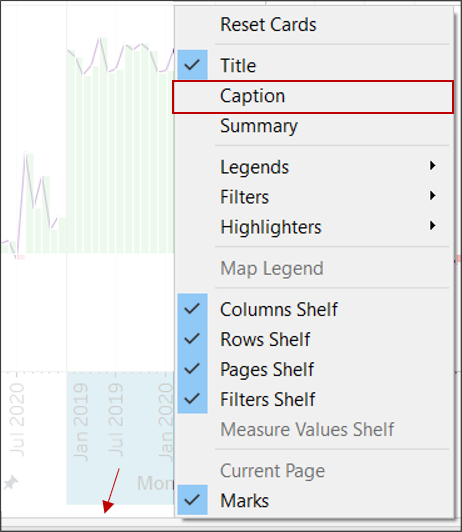 Reset Cards
Title
Caption
Summary
Legends
Filters
Highlighters
Map Legend
Columns Shelf
Rows Shelf
Pages Shelf
Filters Shelf
Measure Values Shelf
Current Page
Marks
Jul 2020
Jan 2019
Jul 2019
Jan 2020
Mon